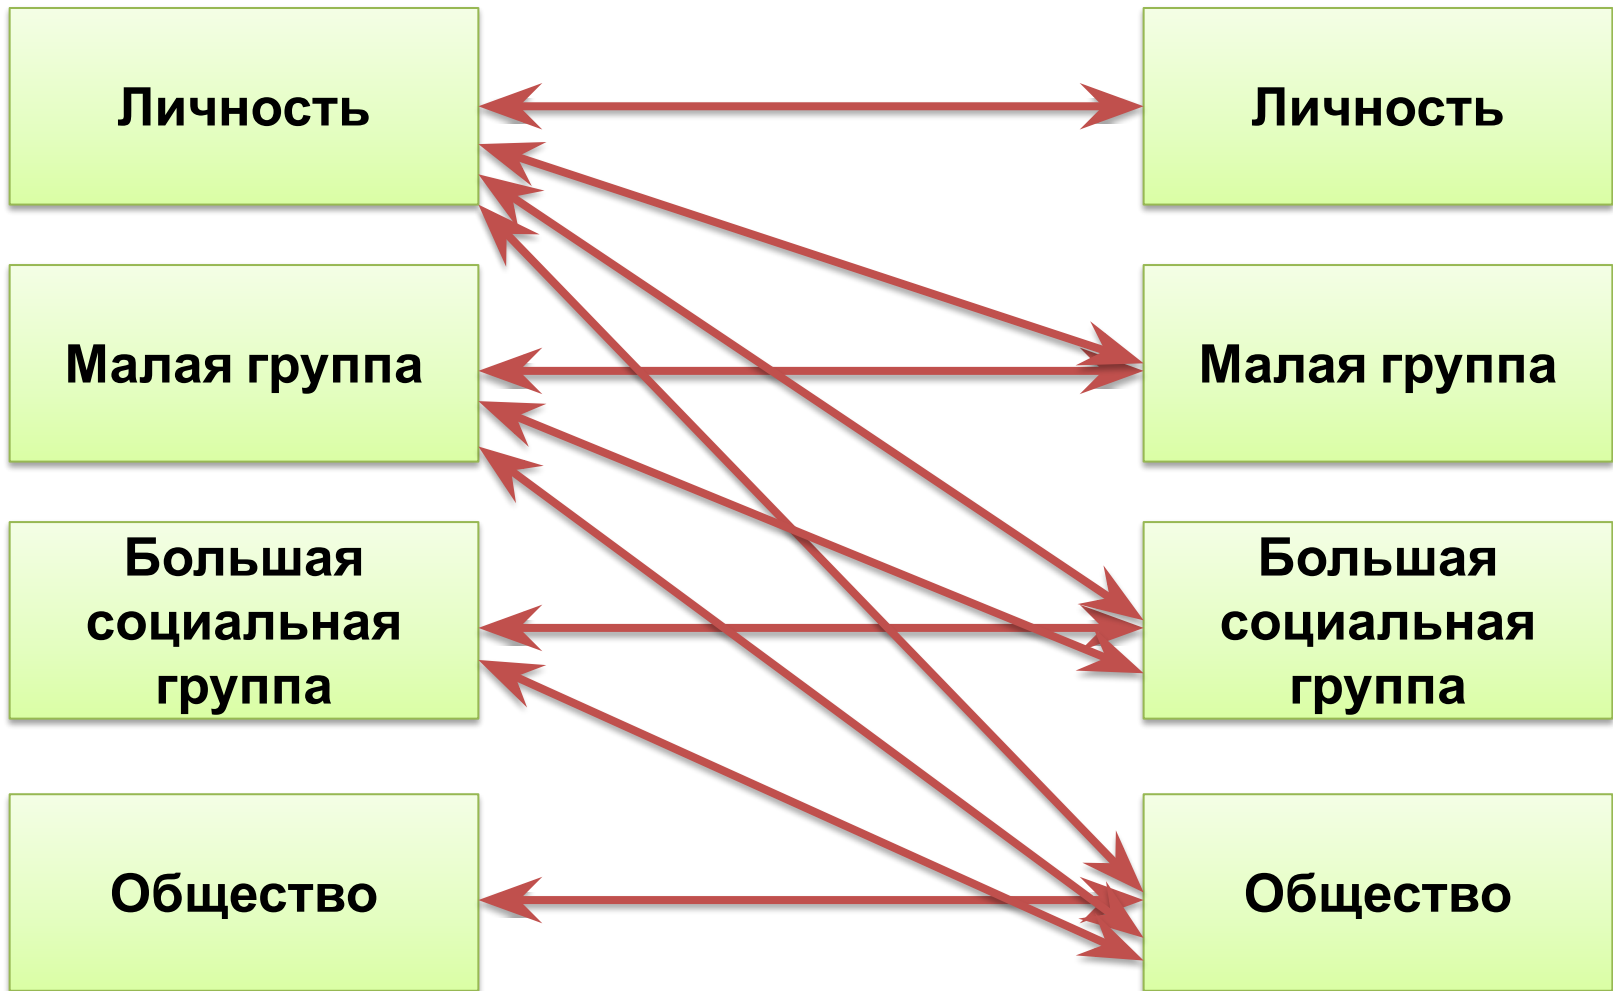 Личность
Личность
Малая группа
Малая группа
Большая
социальная
группа
Большая
социальная
группа
Общество
Общество